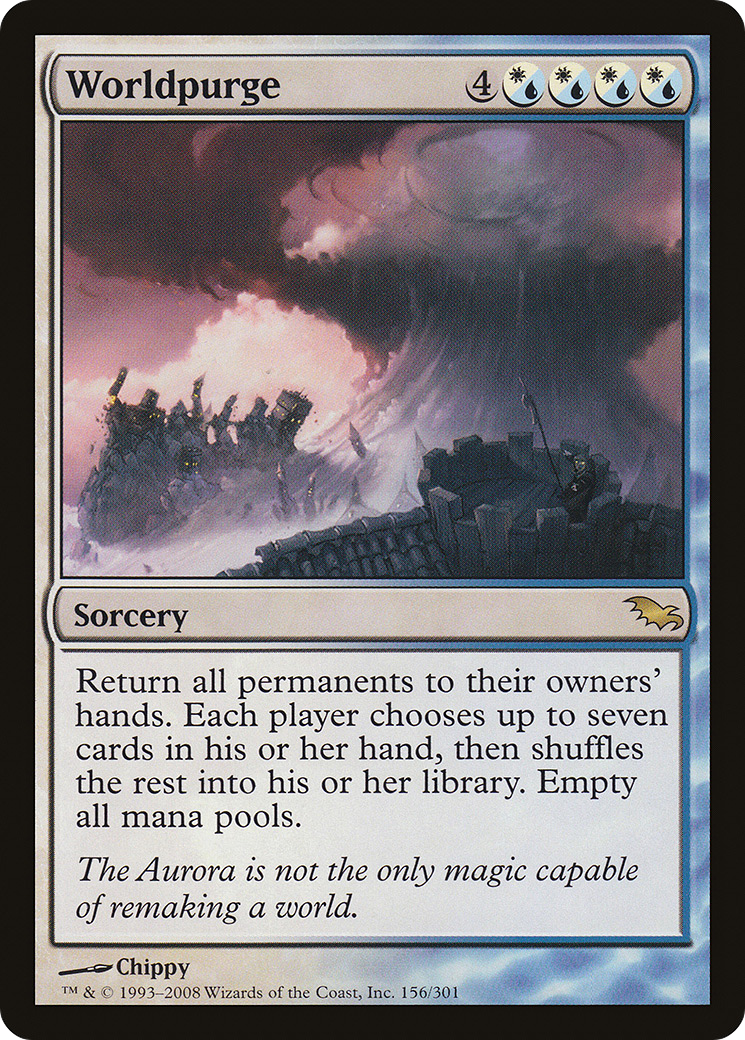 Worldpurge 4
Sorcery
Return all permanents to their owners'
hands. Each player chooses up to seven
cards in his or her hand, then shuffles
the rest into his or her library. Empty
all mana pools.
The Aurora is not the only magic capable
of remaking a world.
Chippy
™ & © 1993–2008 Wizards of the Coast, Inc. 156/301